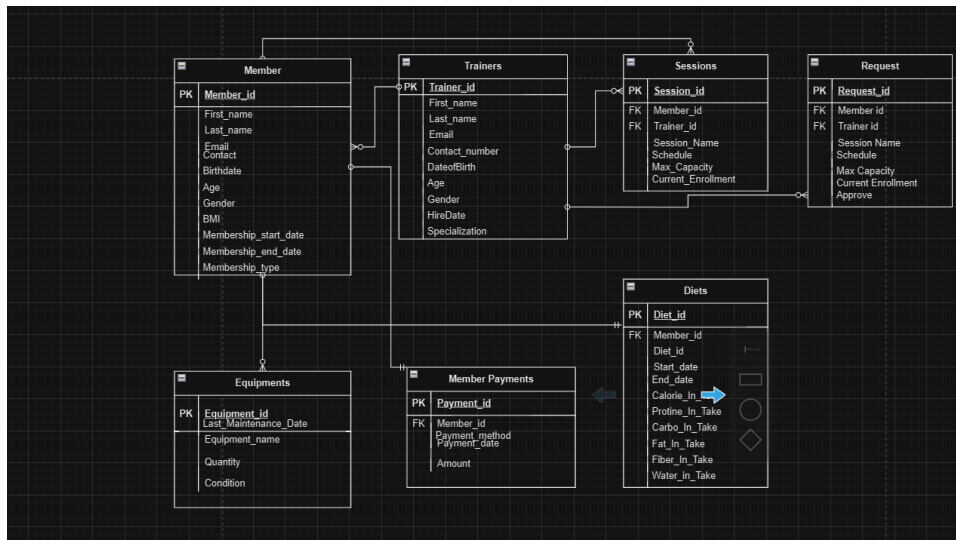 Member
PK Member_id
First_name
Last_name
Email
Contact
Birthdate
Age
Gender
BMI
Membership_start_date
Membership_end_date
Membership_type
Trainers
PK Trainer_id
First_name
Last_name
Email
Contact_number
DateofBirth
Age
Gender
HireDate
Specialization
Sessions
PK Session_id
FK Member_id
FK Trainer_id
Session_Name
Schedule
Max_Capacity
Current_Enrollment
Request
PK Request_id
FK Member id
FK Trainer id
Session Name
Schedule
Max Capacity
Current Enrollment
Approve
Equipments
PK Equipment_id
Last_Maintenance_Date
Equipment_name
Quantity
Condition
Member Payments
PK Payment_id
FK Member_id
Payment_method
Payment_date
Amount
Diets
PK Diet_id
FK Member_id
Diet_id
Start_date
End_date
Protine_In_Take
Carbo_In_Take
Fat_In_Take
Fiber_In_Take
Water_in_Take